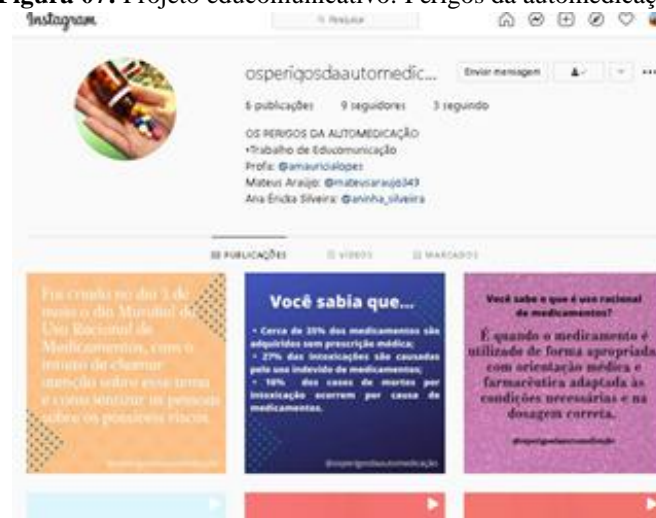 Figura 07. Projeto educomunicativo: Perigos da automedicaç
Instagram
Pesquisar
osperigosdaautomedic...
Enviar mensagem
6 publicações 9 seguidores 3 seguindo
OS PERIGOS DA AUTOMEDICAÇÃO
•Trabalho de Educomunicação
Profa: @amauricialopes
Mateus Araújo: @mateusaraujo349
Ana Éricka Silveira: @aninha_silveira
PUBLICAÇÕES VÍDEOS MARCADOS
Foi criado no dia 5 de
maio o dia Mundial do
Uso Racional de
Medicamentos, com o
intuito de chamar
atenção sobre esse tema
e conscientizar as pessoas
sobre os possíveis riscos.
@osperigosdaautomedicação
Você sabia que...
• Cerca de 35% dos medicamentos são
adquiridos sem prescrição médica;
• 27% das intoxicações são causadas
pelo uso indevido de medicamentos;
• 16% dos casos de mortes por
intoxicação ocorrem por causa de
medicamentos.
@osperigosdaautomedicação
Você sabe o que é uso racional
de medicamentos?
É quando o medicamento é
utilizado de forma apropriada,
com orientação médica e
farmacêutica adaptada às
condições necessárias e na
dosagem correta.
@osperigosdaautomedicação